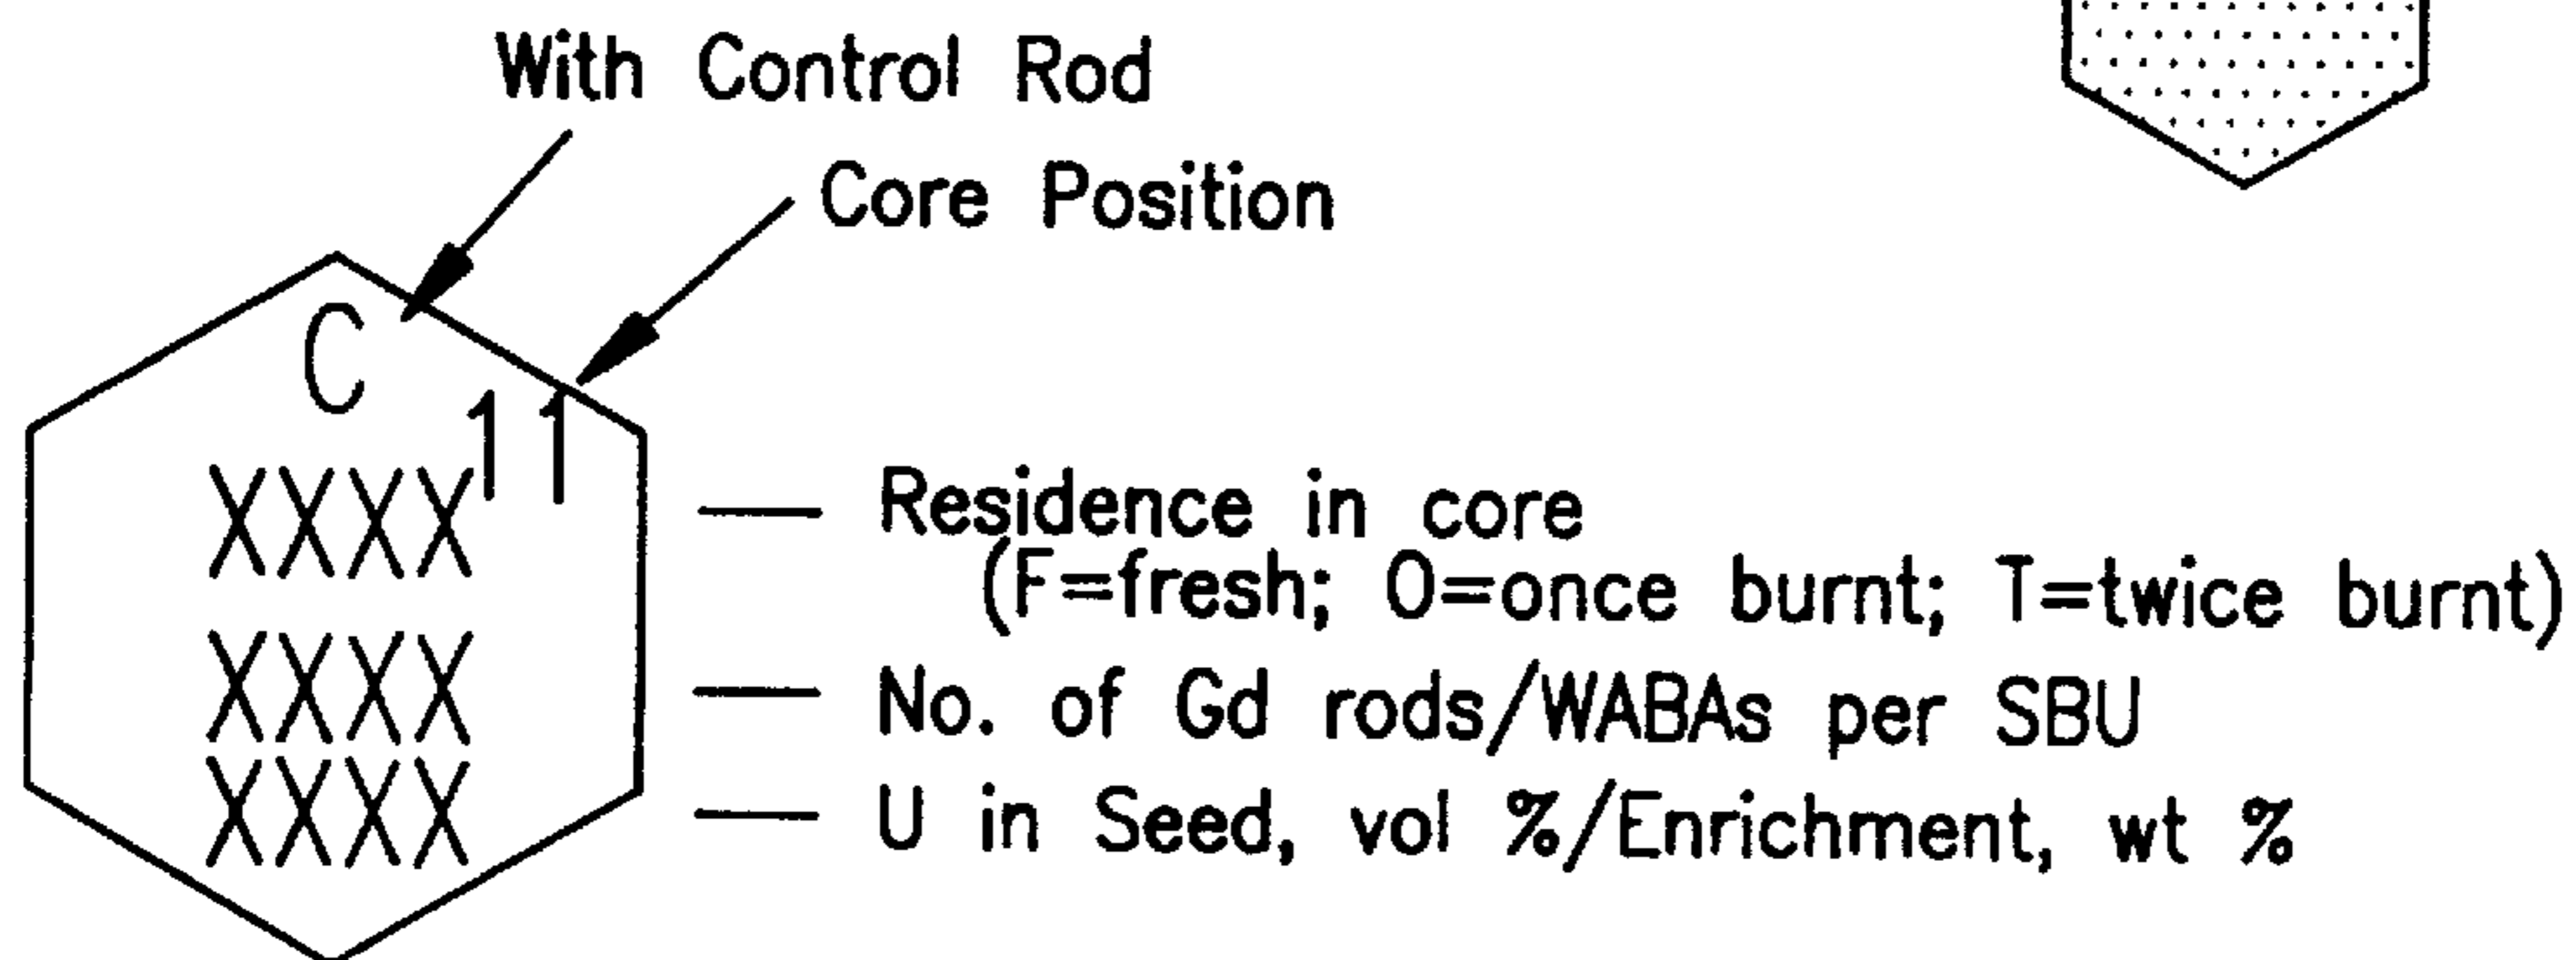 With Control Rod
Core Position
C
11
XXXX
Residence in core
(F=fresh; O=once burnt; T=twice burnt)
XXXX
No. of Gd rods/WABAs per SBU
XXXX
U in Seed, vol %/Enrichment, wt %